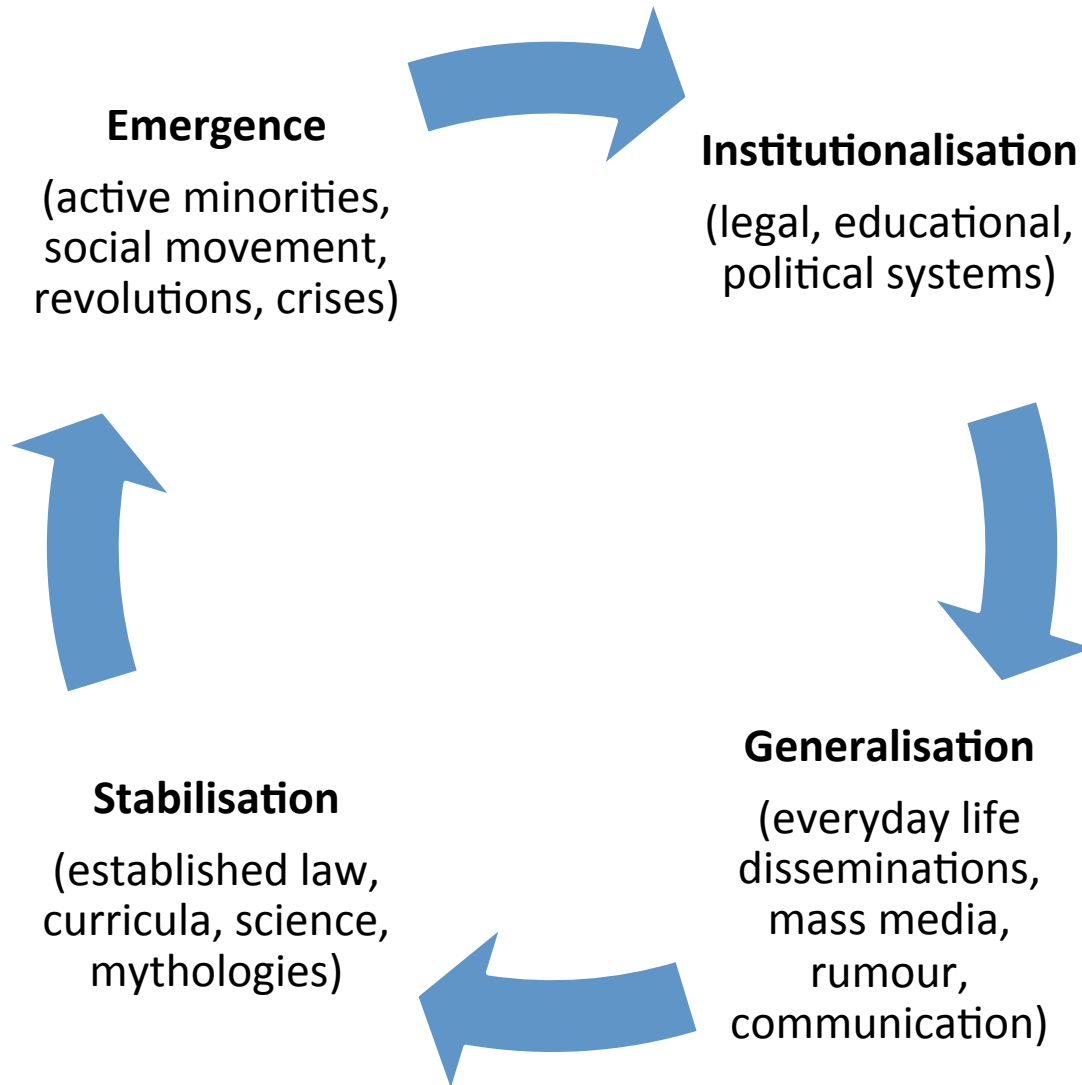 Emergence
(active minorities,
social movement,
revolutions, crises)
Institutionalisation
(legal, educational,
political systems)
Generalisation
(everyday life
disseminations,
mass media,
rumour,
communication)
Stabilisation
(established law,
curricula, science,
mythologies)